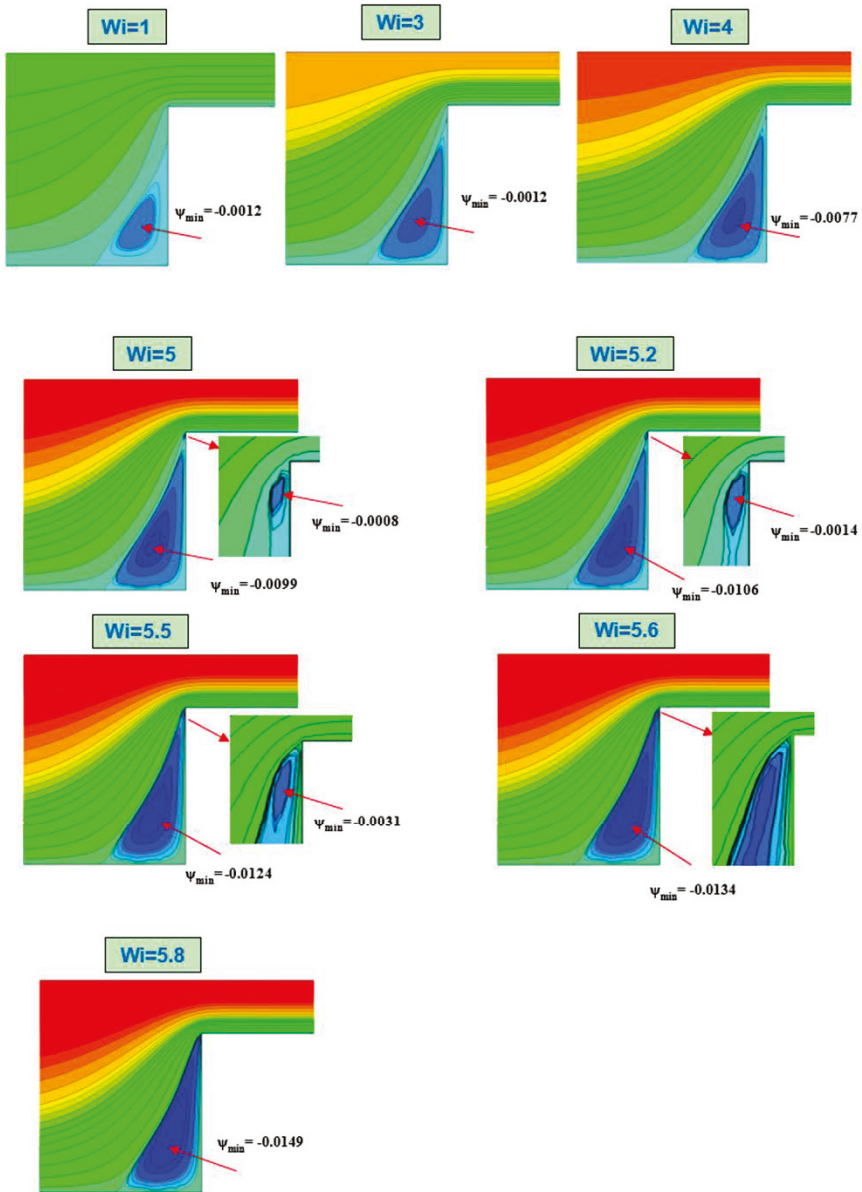 Wi=1
Wi=3
Wi=4
ψmin= -0.0012
ψmin= -0.0012
ψmin= -0.0077
Wi=5
Wi=5.2
ψmin= -0.0008
ψmin= -0.0099
ψmin= -0.0014
ψmin= -0.0106
Wi=5.5
Wi=5.6
ψmin= -0.0031
ψmin= -0.0124
ψmin= -0.0134
Wi=5.8
ψmin= -0.0149